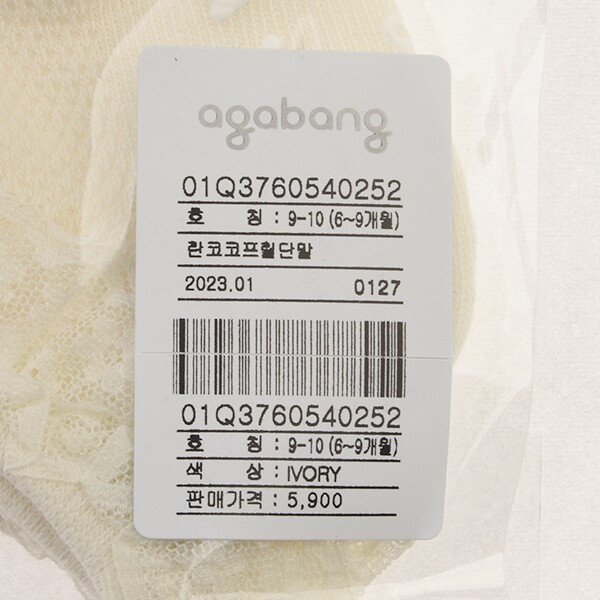 agabang
01Q3760540252
호 칭 : 9-10 (6~9개월)
란코코프릴단말
2023.01 0127
01Q3760540252
호 칭 : 9-10 (6~9개월)
색 상 : IVORY
판매가격 : 5,900